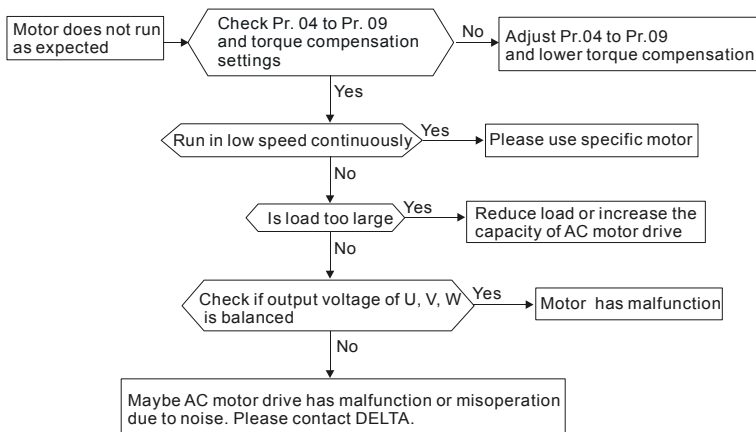 Motor does not run
as expected
Check Pr. 04 to Pr. 09
and torque compensation
settings
No
Adjust Pr.04 to Pr.09
and lower torque compensation
Yes
Run in low speed continuously
Yes
Please use specific motor
No
Is load too large
Yes
Reduce load or increase the
capacity of AC motor drive
No
Check if output voltage of U, V, W
is balanced
Yes
Motor has malfunction
No
Maybe AC motor drive has malfunction or misoperation
due to noise. Please contact DELTA.